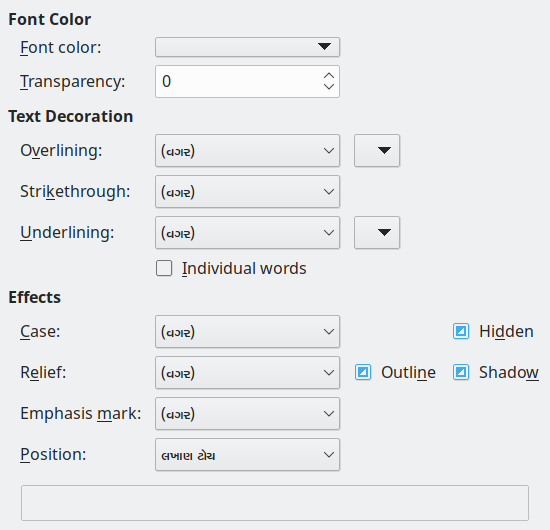 Font Color
Font color:
Transparency: 0
Text Decoration
Overlining: (વગર)
Strikethrough: (વગર)
Underlining: (વગર)
Individual words
Effects
Case: (વગર) Hidden
Relief: (વગર) Outline Shadow
Emphasis mark: (વગર)
Position: લખાણ ટોચ